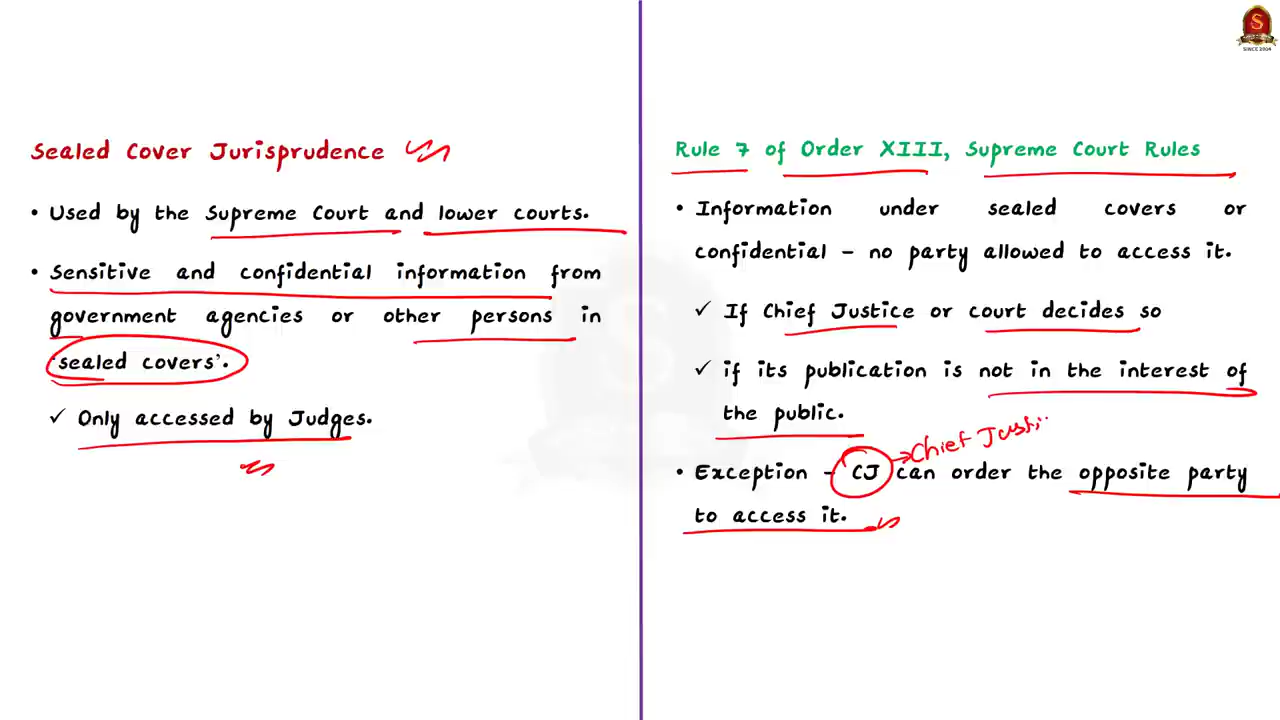 Sealed Cover Jurisprudence
• Used by the Supreme Court and lower courts.
• Sensitive and confidential information from
government agencies or other persons in
'sealed covers'.
✓ Only accessed by Judges.
Rule 7 of Order XIII, Supreme Court Rules
• Information under sealed covers or
confidential – no party allowed to access it.
✓ If Chief Justice or court decides so
✓ if its publication is not in the interest of
the public.
Chief Justi
• Exception – CJ can order the opposite party
to access it.
S
SINCE 2004